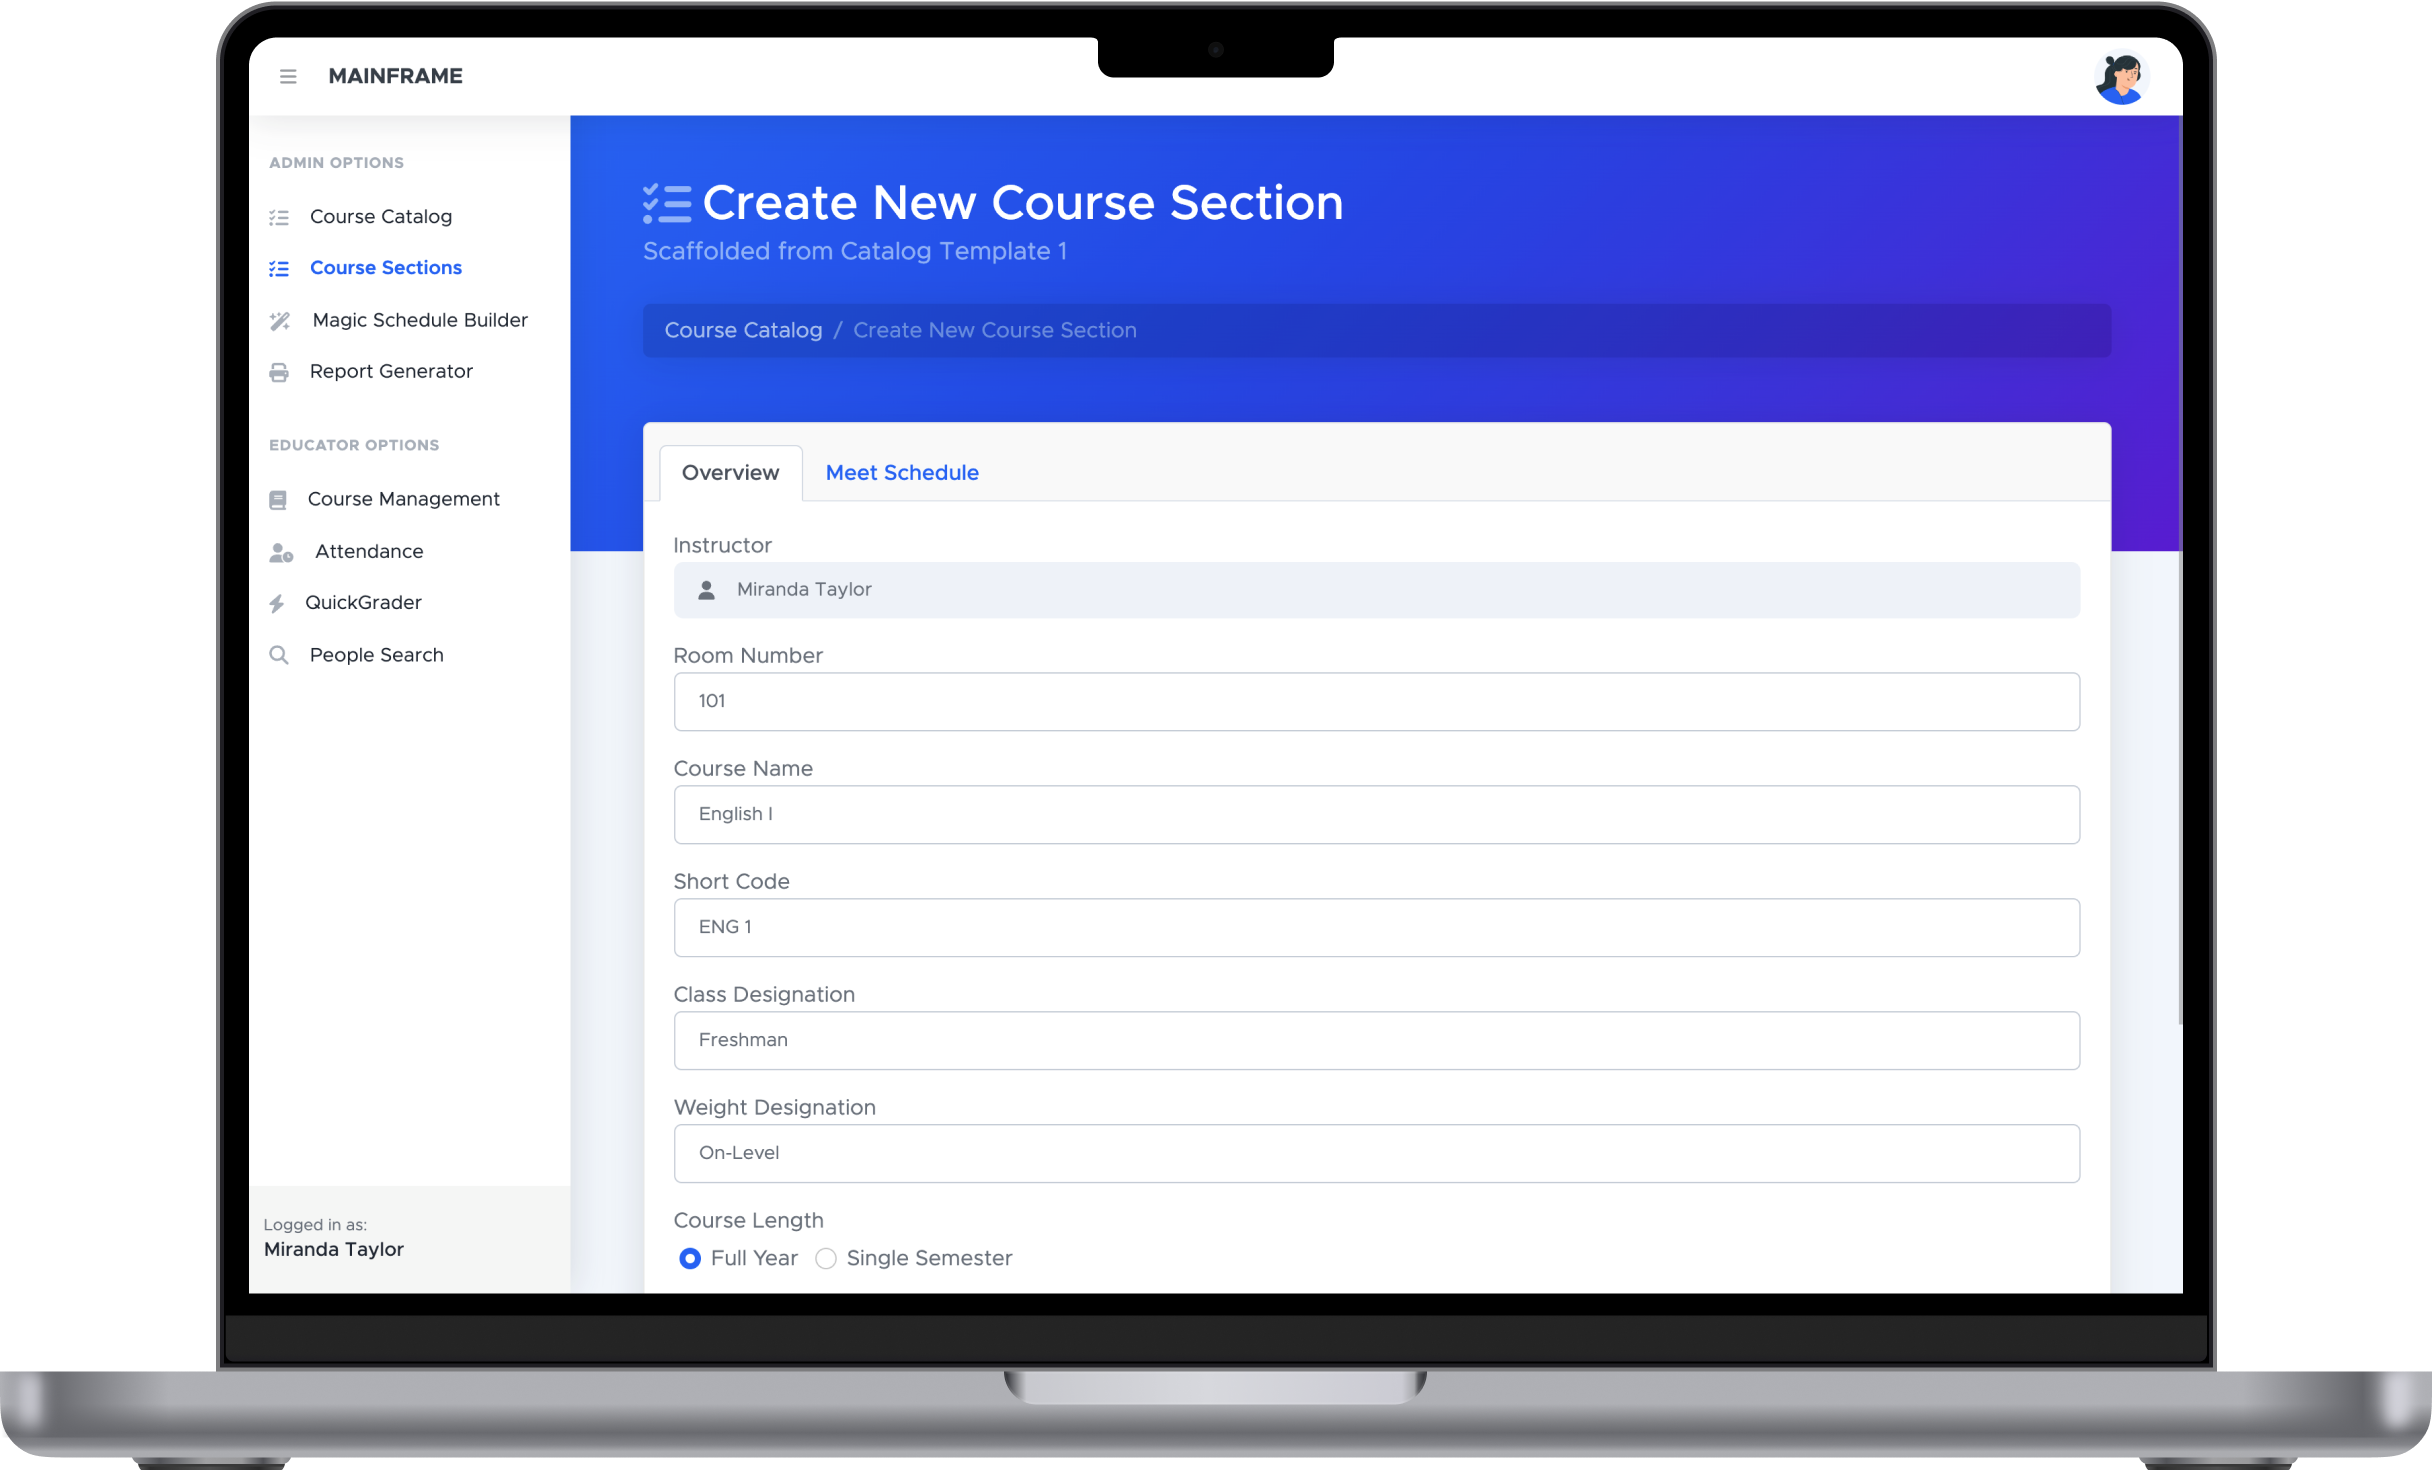 MAINFRAME
ADMIN OPTIONS
Course Catalog
Course Sections
Magic Schedule Builder
Report Generator
EDUCATOR OPTIONS
Course Management
Attendance
QuickGrader
People Search
Logged in as:
Miranda Taylor
Create New Course Section
Scaffolded from Catalog Template 1
Course Catalog / Create New Course Section
Overview Meet Schedule
Instructor
Miranda Taylor
Room Number
101
Course Name
English I
Short Code
ENG 1
Class Designation
Freshman
Weight Designation
On-Level
Course Length
Full Year Single Semester